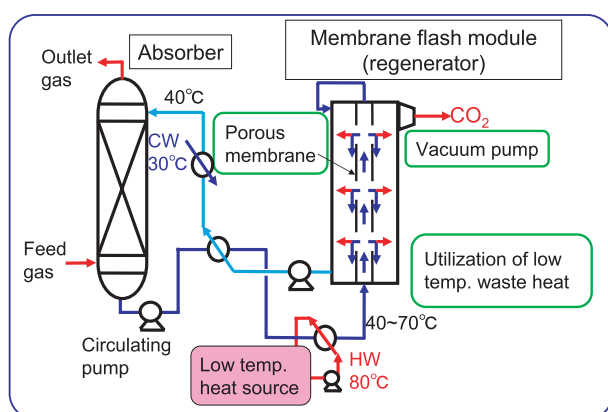 Outlet
gas
Absorber
Membrane flash module
(regenerator)
40℃
CW
30℃
Porous
membrane
CO2
Vacuum pump
Feed
gas
Utilization of low
temp. waste heat
40~70℃
Circulating
pump
Low temp.
heat source
HW
80℃